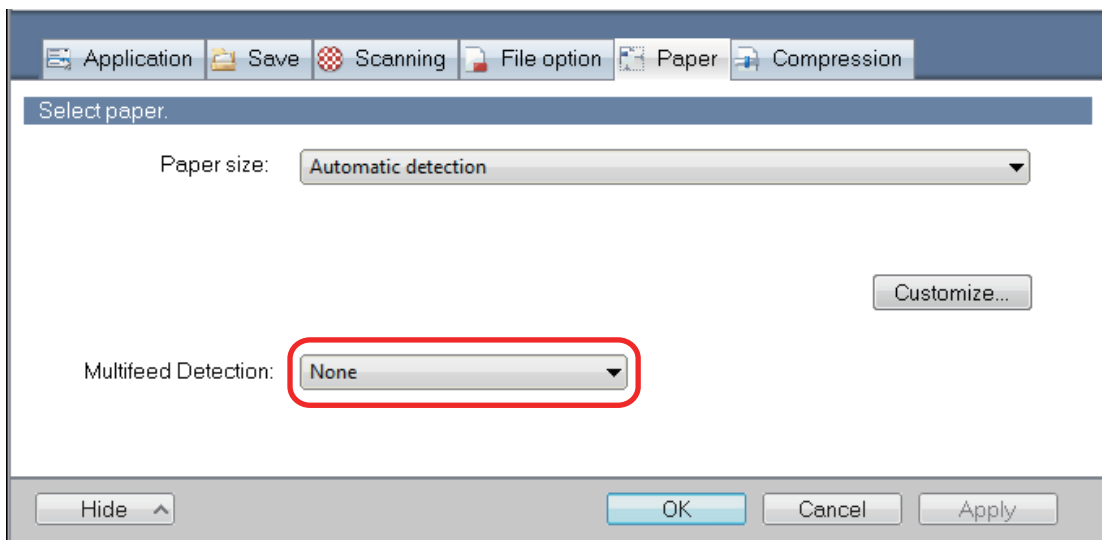 Application Save Scanning File option Paper Compression
Select paper.
Paper size: Automatic detection
Customize...
Multifeed Detection: None
Hide OK Cancel Apply